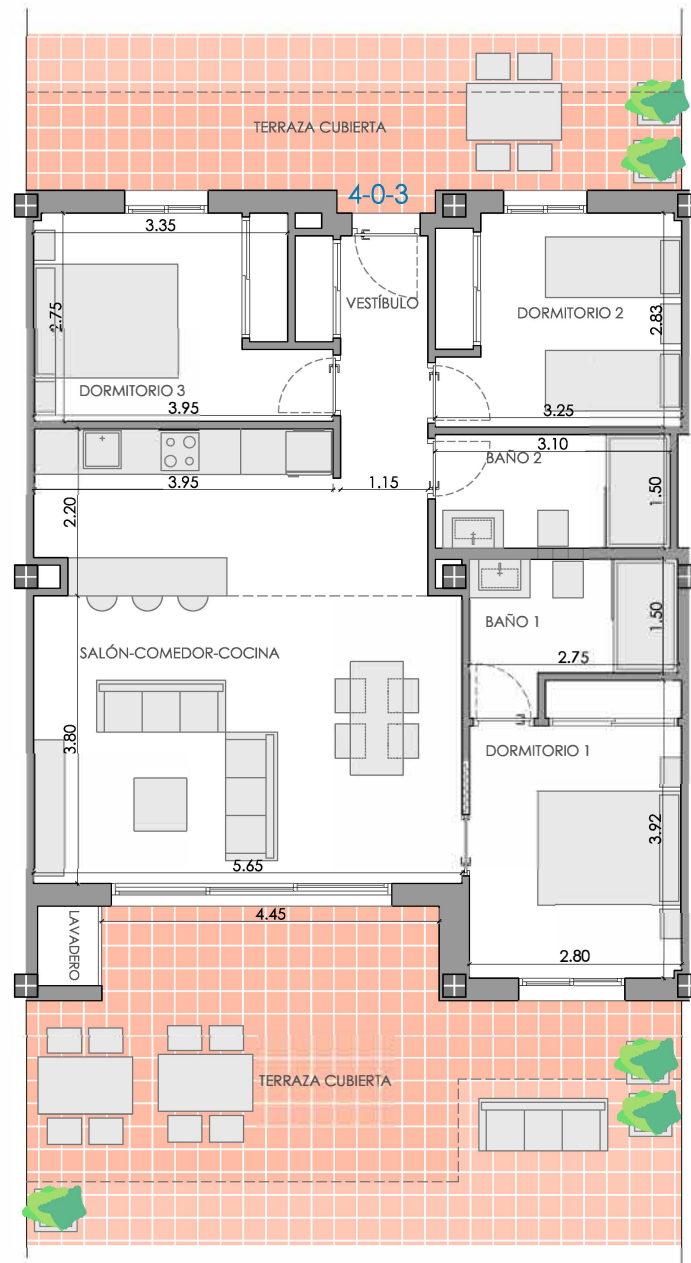 TERRAZA CUBIERTA
4-0-3
3.35
VESTÍBULO
2.75
DORMITORIO 2
2.83
DORMITORIO 3
3.95
3.25
3.10
BAÑO 2
3.95
1.15
2.20
1.50
BAÑO 1
1.50
SALÓN-COMEDOR-COCINA
2.75
3.80
DORMITORIO 1
3.92
5.65
4.45
LAVADERO
2.80
TERRAZA CUBIERTA